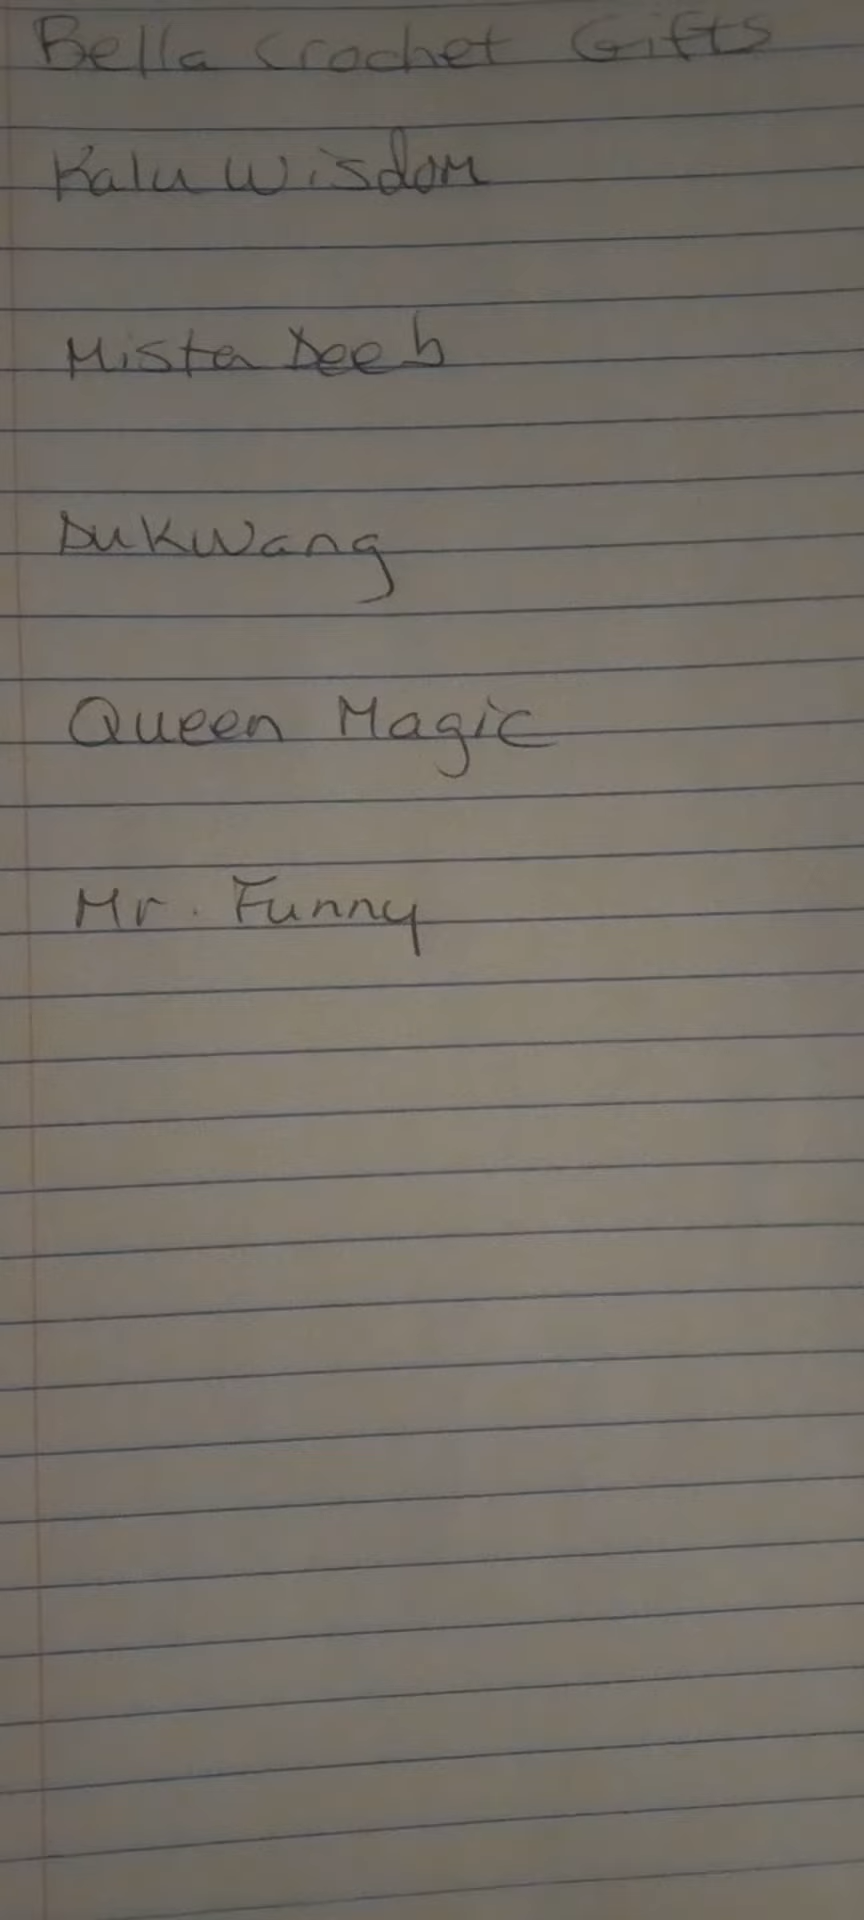 Bella Crochet Gifts
Kalu Wisdom
Mista Deeb
Dukwang
Queen Magic
Mr. Funny